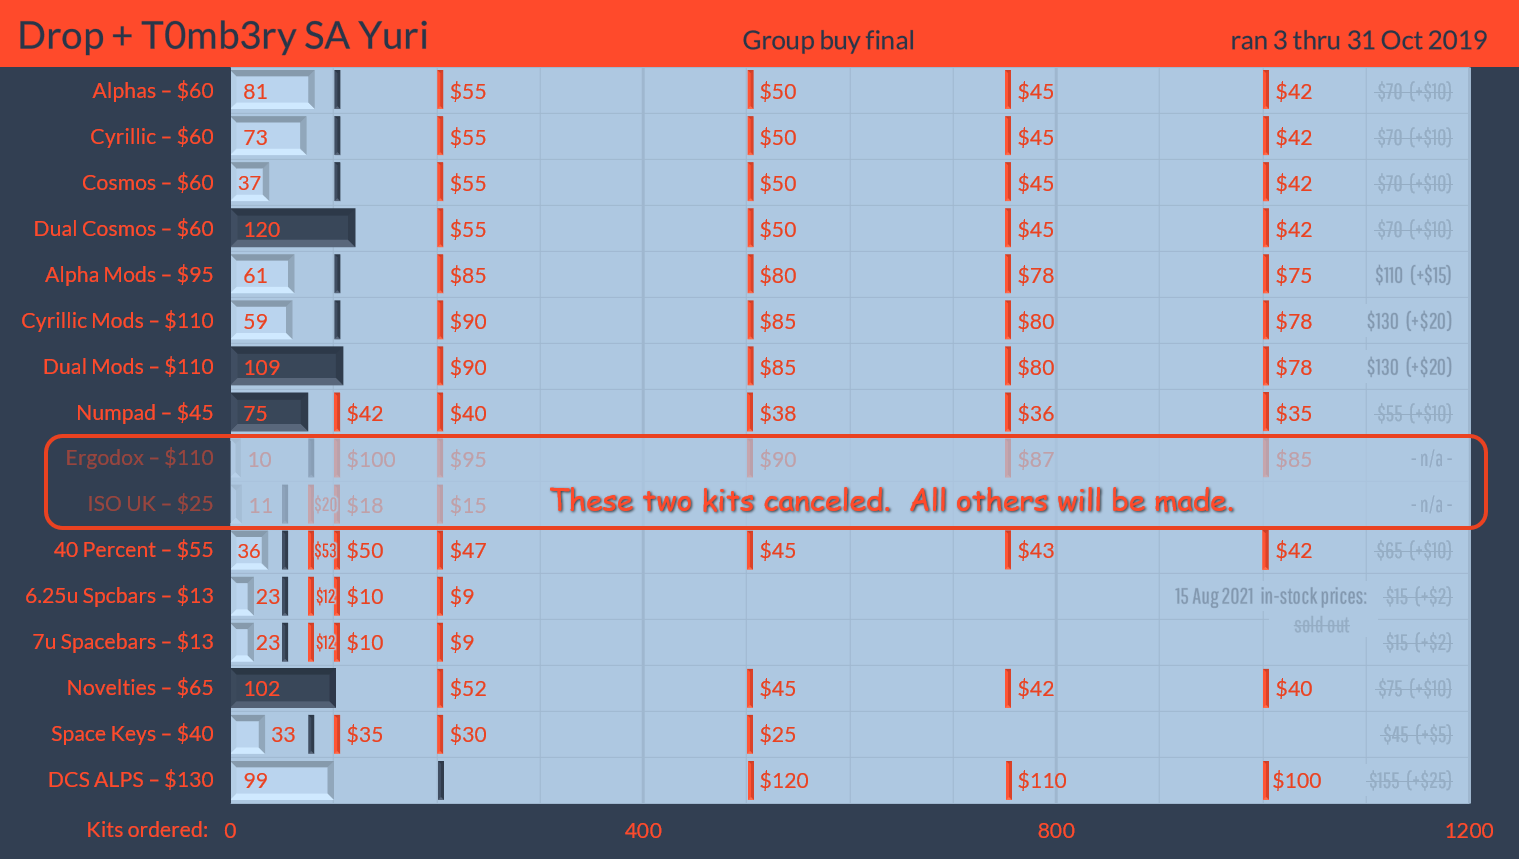 Drop + T0mb3ry SA Yuri Group buy final ran 3 thru 31 Oct 2019
Alphas – $60 81 $55 $50 $45 $42 $70 (+$10)
Cyrillic – $60 73 $55 $50 $45 $42 $70 (+$10)
Cosmos – $60 37 $55 $50 $45 $42 $70 (+$10)
Dual Cosmos – $60 120 $55 $50 $45 $42 $70 (+$10)
Alpha Mods – $95 61 $85 $80 $78 $75 $110 (+$15)
Cyrillic Mods – $110 59 $90 $85 $80 $78 $130 (+$20)
Dual Mods – $110 109 $90 $85 $80 $78 $130 (+$20)
Numpad – $45 75 $42 $40 $38 $36 $35 $55 (+$10)
Ergodox – $110 10 $100 $95 $90 $87 $85 - n/a -
ISO UK – $25 11 $20 $18 $15 These two kits canceled. All others will be made. - n/a -
40 Percent – $55 36 $53 $50 $47 $45 $43 $42 $65 (+$10)
6.25u Spcbars – $13 23 $12 $10 $9 15 Aug 2021 in-stock prices: $15 (+$2)
sold out
7u Spacebars – $13 23 $12 $10 $9 $15 (+$2)
Novelties – $65 102 $52 $45 $42 $40 $75 (+$10)
Space Keys – $40 33 $35 $30 $25 $45 (+$5)
DCS ALPS – $130 99 $120 $110 $100 $155 (+$25)
Kits ordered: 0 400 800 1200